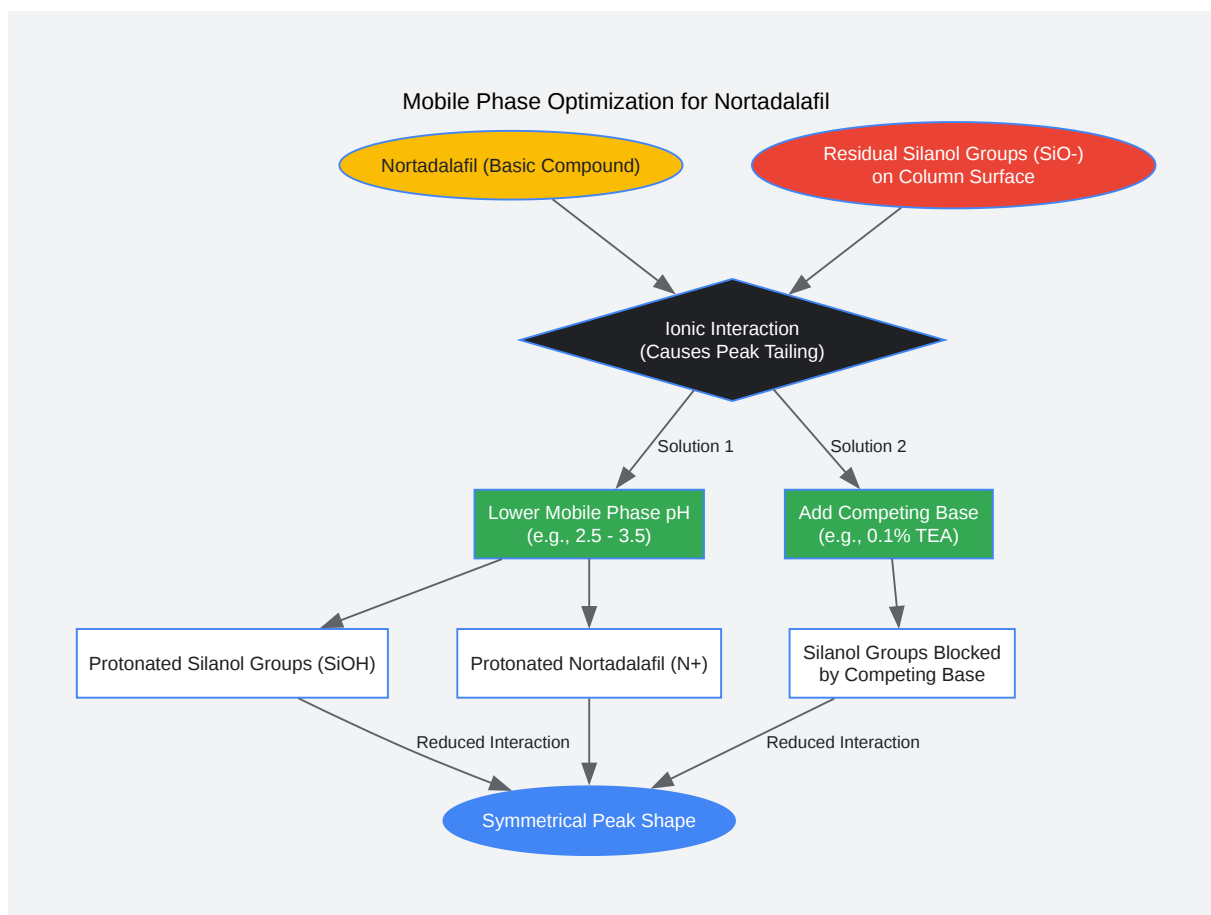 Mobile Phase Optimization for Nortadalafil
Nortadalafil (Basic Compound)
Residual Silanol Groups (SiO-)
on Column Surface
Ionic Interaction
(Causes Peak Tailing)
Solution 1
Solution 2
Lower Mobile Phase pH
(e.g., 2.5 - 3.5)
Add Competing Base
(e.g., 0.1% TEA)
Protonated Silanol Groups (SiOH)
Protonated Nortadalafil (N+)
Silanol Groups Blocked
by Competing Base
Reduced Interaction
Reduced Interaction
Symmetrical Peak Shape